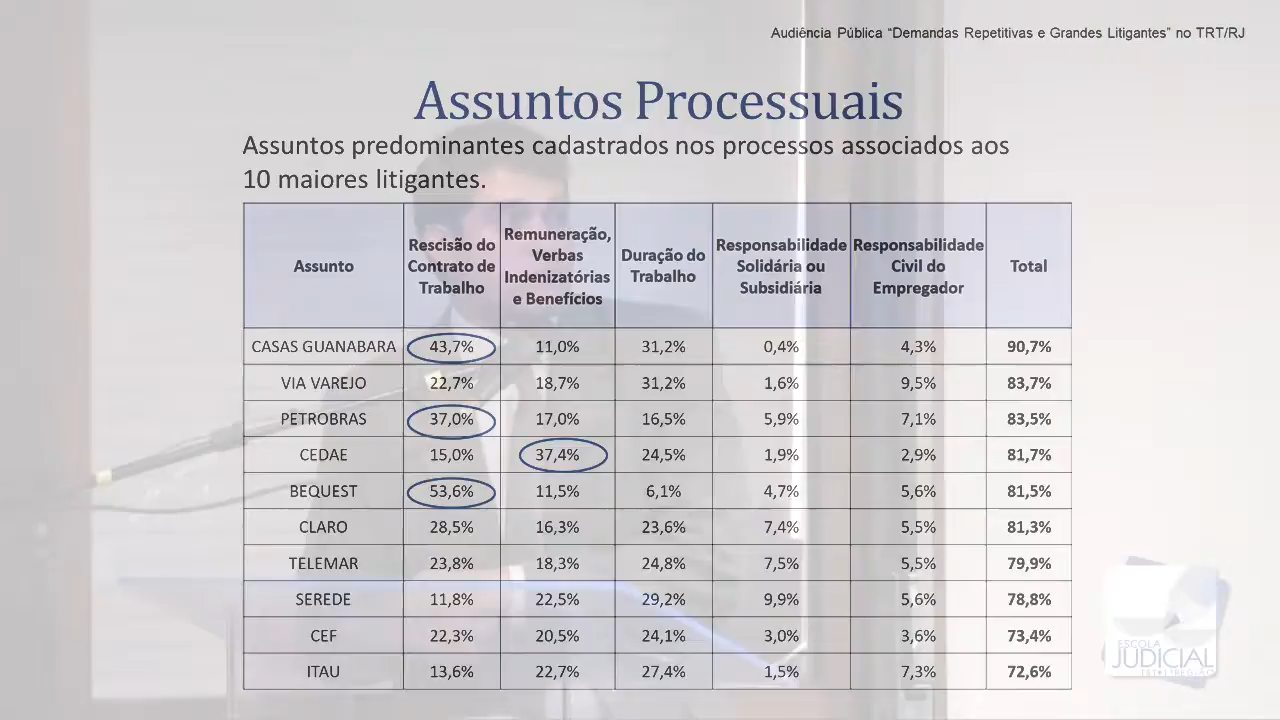 Audiência Pública “Demandas Repetitivas e Grandes Litigantes” no TRT/RJ
Assuntos Processuais
Assuntos predominantes cadastrados nos processos associados aos
10 maiores litigantes.
Assunto | Rescisão do Contrato de Trabalho | Remuneração, Verbas Indenizatórias e Benefícios | Duração do Trabalho | Responsabilidade Solidária ou Subsidiária | Responsabilidade Civil do Empregador | Total
CASAS GUANABARA | 43,7% | 11,0% | 31,2% | 0,4% | 4,3% | 90,7%
VIA VAREJO | 22,7% | 18,7% | 31,2% | 1,6% | 9,5% | 83,7%
PETROBRAS | 37,0% | 17,0% | 16,5% | 5,9% | 7,1% | 83,5%
CEDAE | 15,0% | 37,4% | 24,5% | 1,9% | 2,9% | 81,7%
BEQUEST | 53,6% | 11,5% | 6,1% | 4,7% | 5,6% | 81,5%
CLARO | 28,5% | 16,3% | 23,6% | 7,4% | 5,5% | 81,3%
TELEMAR | 23,8% | 18,3% | 24,8% | 7,5% | 5,5% | 79,9%
SEREDE | 11,8% | 22,5% | 29,2% | 9,9% | 5,6% | 78,8%
CEF | 22,3% | 20,5% | 24,1% | 3,0% | 3,6% | 73,4%
ITAU | 13,6% | 22,7% | 27,4% | 1,5% | 7,3% | 72,6%
ESCOLA
JUDICIAL